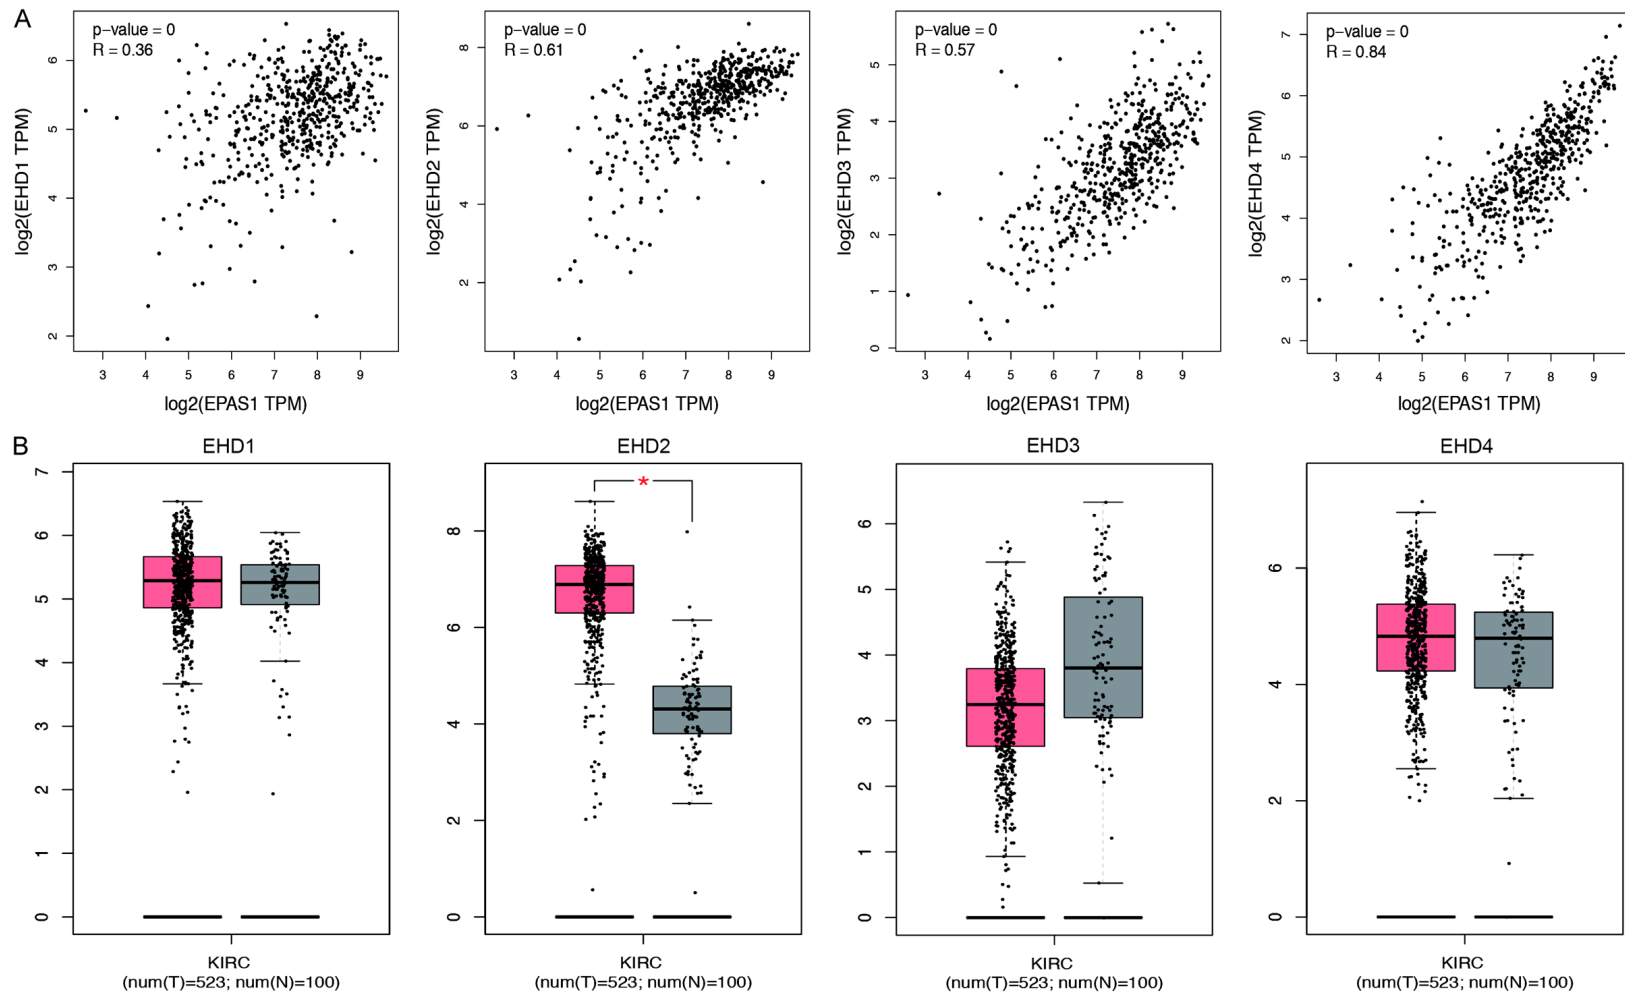 A
p-value = 0
R = 0.36
log2(EHD1 TPM)
6
5
4
3
2
3 4 5 6 7 8 9
log2(EPAS1 TPM)
p-value = 0
R = 0.61
log2(EHD2 TPM)
8
6
4
2
3 4 5 6 7 8 9
log2(EPAS1 TPM)
p-value = 0
R = 0.57
log2(EHD3 TPM)
5
4
3
2
1
0
3 4 5 6 7 8 9
log2(EPAS1 TPM)
p-value = 0
R = 0.84
log2(EHD4 TPM)
7
6
5
4
3
2
3 4 5 6 7 8 9
log2(EPAS1 TPM)
B
EHD1
7
6
5
4
3
2
1
0
KIRC
(num(T)=523; num(N)=100)
EHD2
*
8
6
4
2
0
KIRC
(num(T)=523; num(N)=100)
EHD3
6
5
4
3
2
1
0
KIRC
(num(T)=523; num(N)=100)
EHD4
6
4
2
0
KIRC
(num(T)=523; num(N)=100)